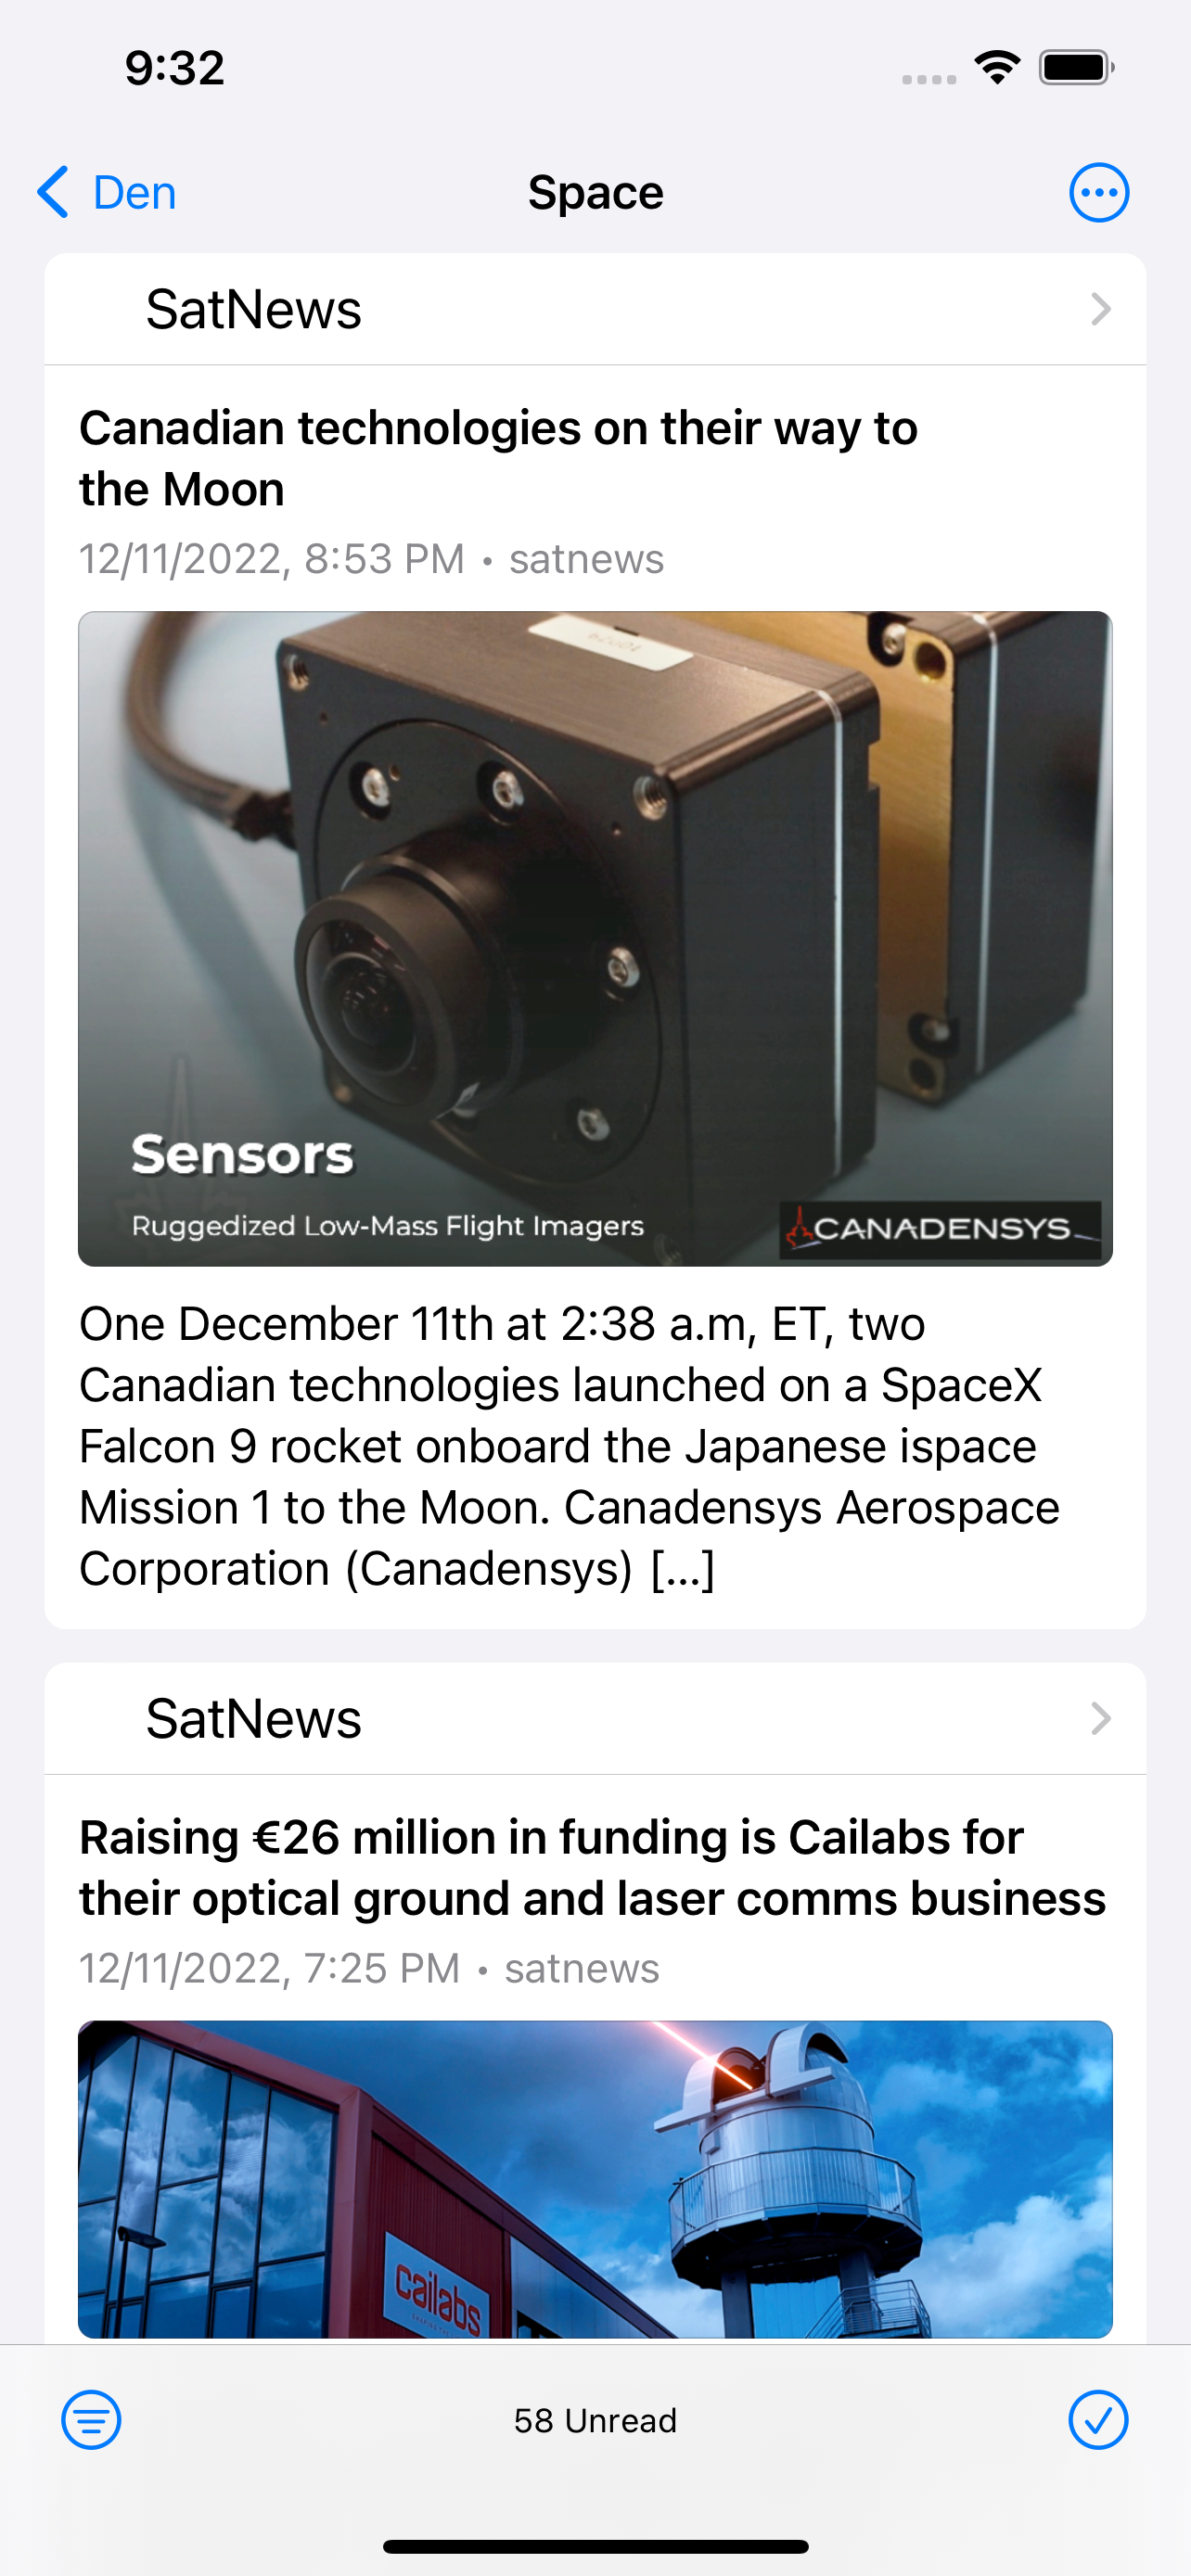 9:32
Den
Space
SatNews
Canadian technologies on their way to
the Moon
12/11/2022, 8:53 PM • satnews
Sensors
Ruggedized Low-Mass Flight Imagers
CANADENSYS
One December 11th at 2:38 a.m, ET, two
Canadian technologies launched on a SpaceX
Falcon 9 rocket onboard the Japanese ispace
Mission 1 to the Moon. Canadensys Aerospace
Corporation (Canadensys) [...]
SatNews
Raising €26 million in funding is Cailabs for
their optical ground and laser comms business
12/11/2022, 7:25 PM • satnews
cailabs
58 Unread